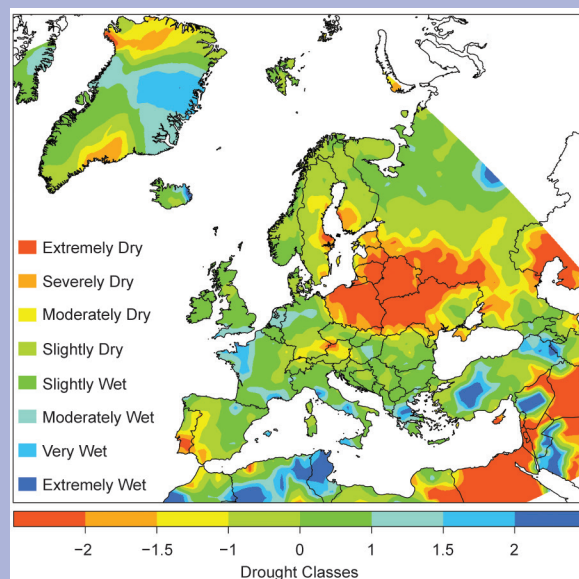 Extremely Dry
Severely Dry
Moderately Dry
Slightly Dry
Slightly Wet
Moderately Wet
Very Wet
Extremely Wet
−2 −1.5 −1 0 1 1.5 2
Drought Classes